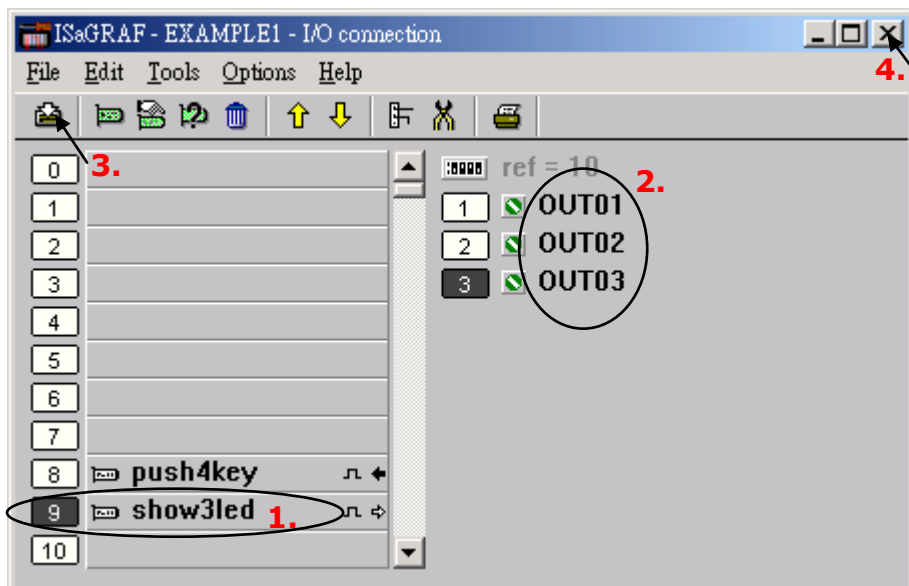 ISaGRAF - EXAMPLE1 - I/O connection
File Edit Tools Options Help
4.
3.
0
1
2
3
4
5
6
7
8 push4key
9 show3led 1.
10
ref = 10
2.
1 OUT01
2 OUT02
3 OUT03